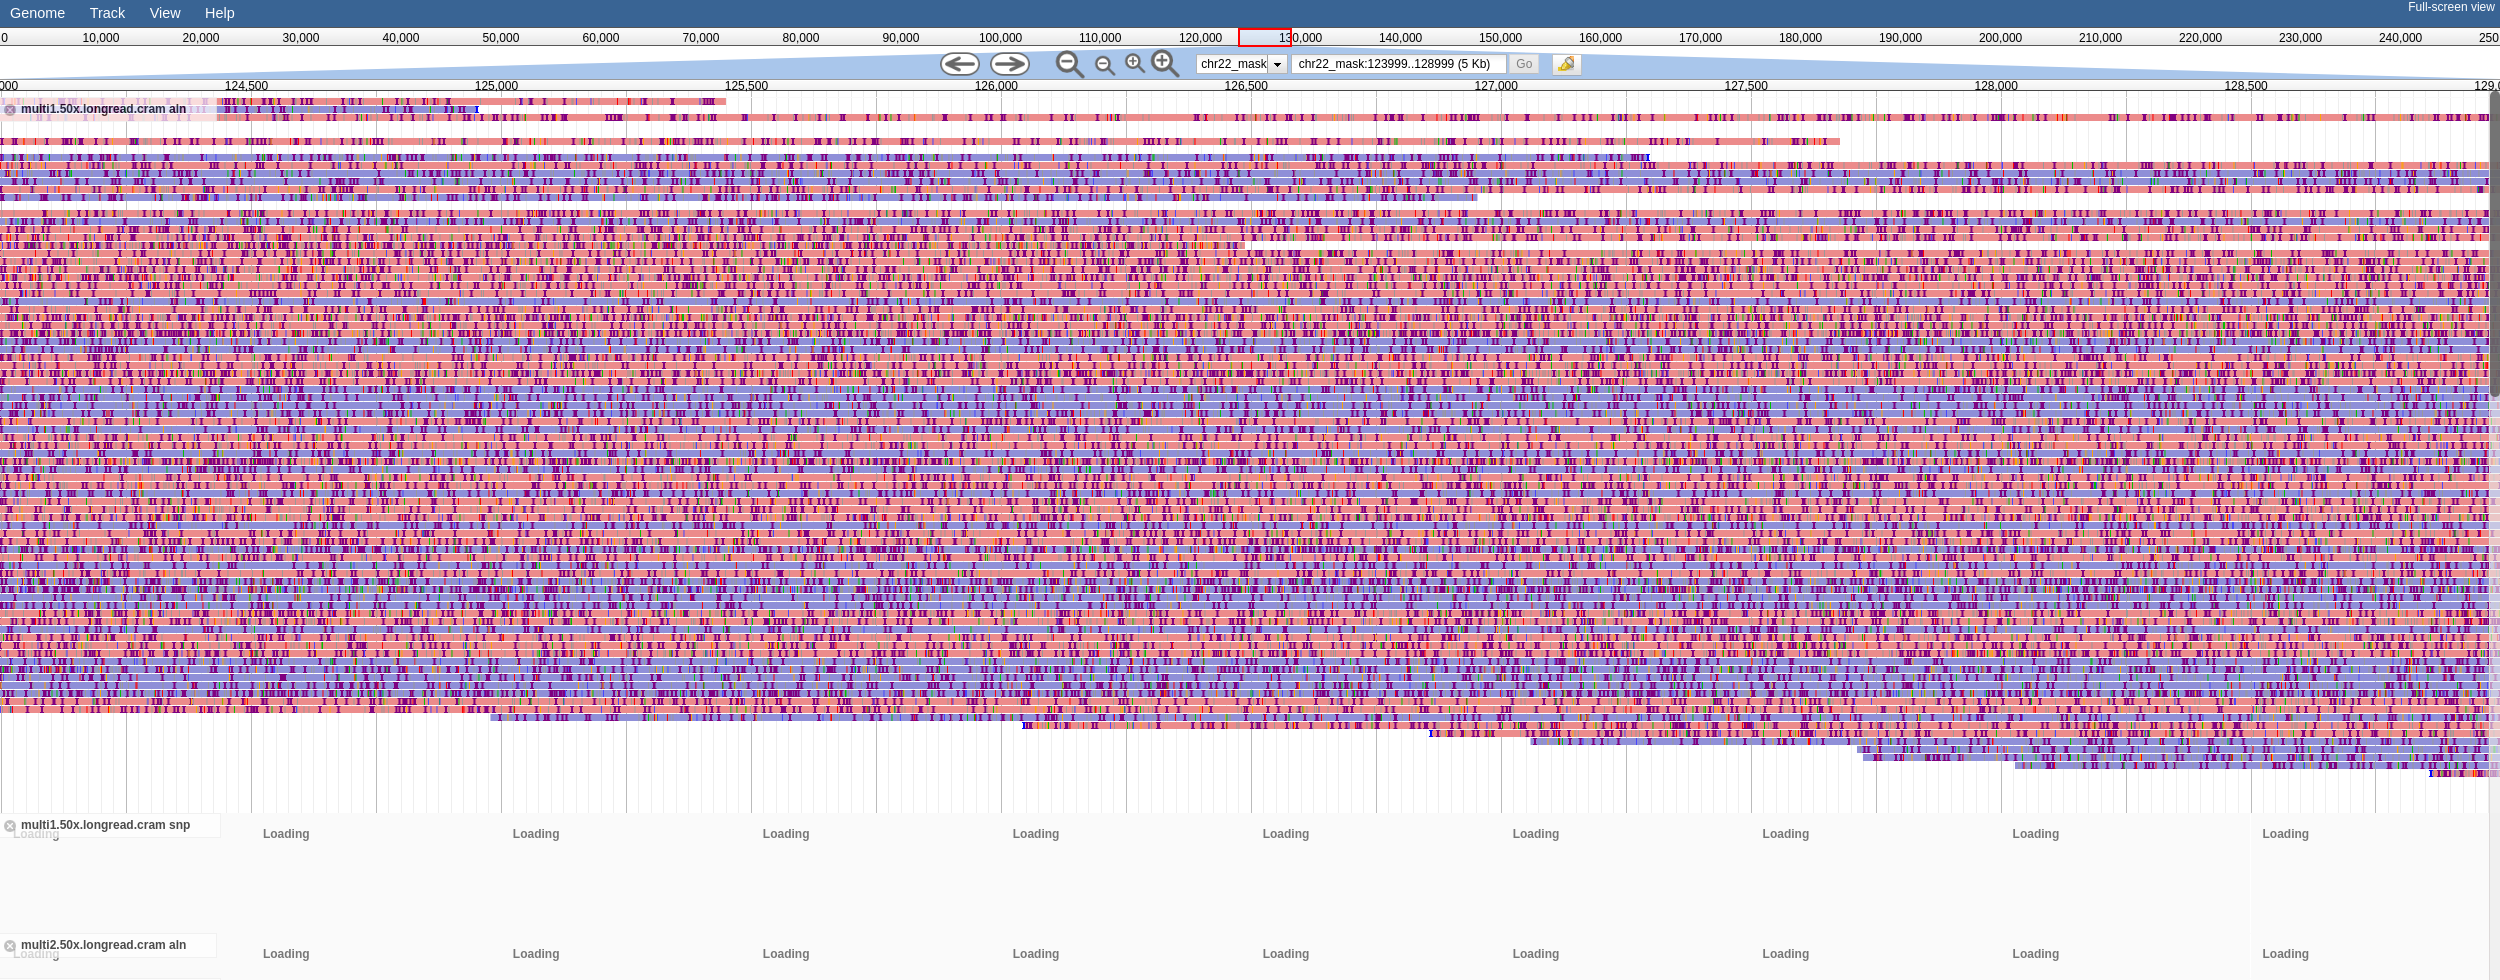 Genome Track View Help Full-screen view
0 10,000 20,000 30,000 40,000 50,000 60,000 70,000 80,000 90,000 100,000 110,000 120,000 130,000 140,000 150,000 160,000 170,000 180,000 190,000 200,000 210,000 220,000 230,000 240,000 250
chr22_mask chr22_mask:123999..128999 (5 Kb) Go
000 124,500 125,000 125,500 126,000 126,500 127,000 127,500 128,000 128,500 129,0
multi1.50x.longread.cram aln
multi1.50x.longread.cram snp
Loading Loading Loading Loading Loading Loading Loading Loading Loading Loading
multi2.50x.longread.cram aln
Loading Loading Loading Loading Loading Loading Loading Loading Loading Loading